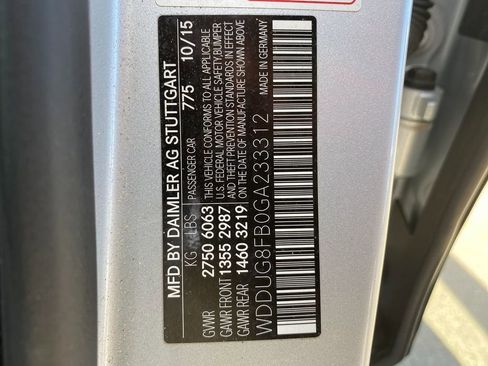 MFD BY DAIMLER AG STUTTGART
KG LBS PASSENGER CAR 775 10/15
GVWR 2750 6063 THIS VEHICLE CONFORMS TO ALL APPLICABLE
GAWR FRONT 1355 2987 U.S. FEDERAL MOTOR VEHICLE SAFETY, BUMPER
GAWR REAR 1460 3219 AND THEFT PREVENTION STANDARDS IN EFFECT
ON THE DATE OF MANUFACTURE SHOWN ABOVE
WDDUG8FB0GA233312 MADE IN GERMANY